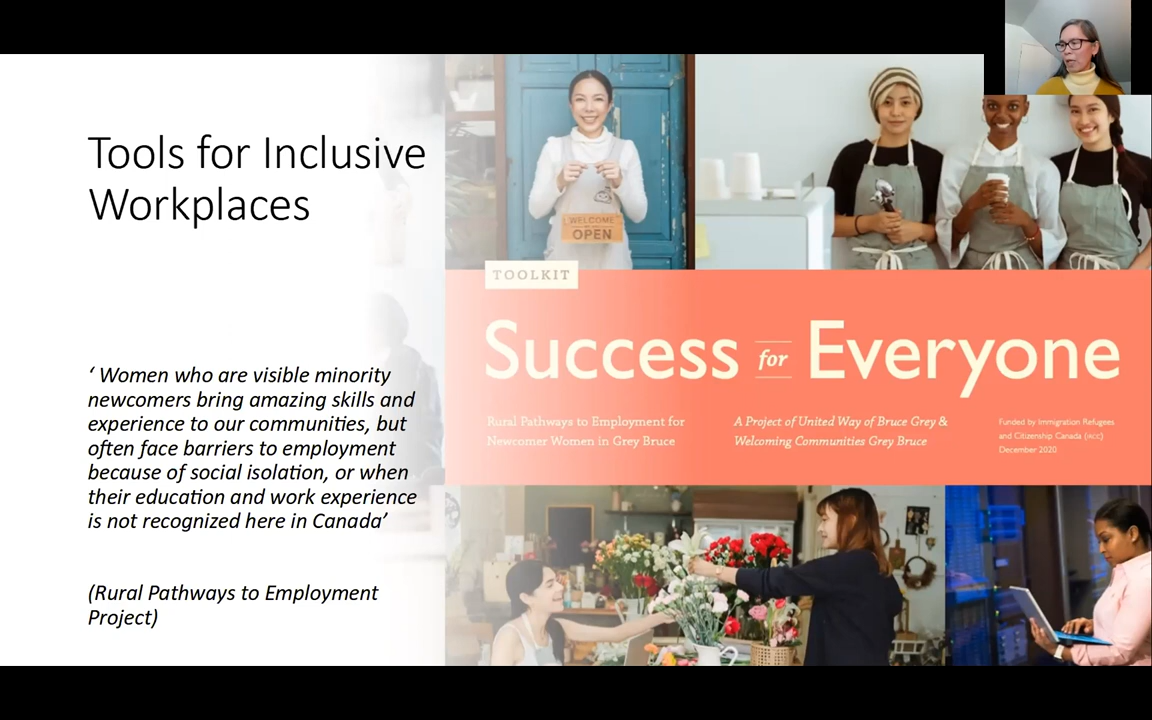 Tools for Inclusive
Workplaces
‘ Women who are visible minority
newcomers bring amazing skills and
experience to our communities, but
often face barriers to employment
because of social isolation, or when
their education and work experience
is not recognized here in Canada’
(Rural Pathways to Employment
Project)
WELCOME
OPEN
TOOLKIT
Success for Everyone
Rural Pathways to Employment for
Newcomer Women in Grey Bruce
A Project of United Way of Bruce Grey &
Welcoming Communities Grey Bruce
Funded by Immigration Refugees
and Citizenship Canada (IRCC)
December 2020